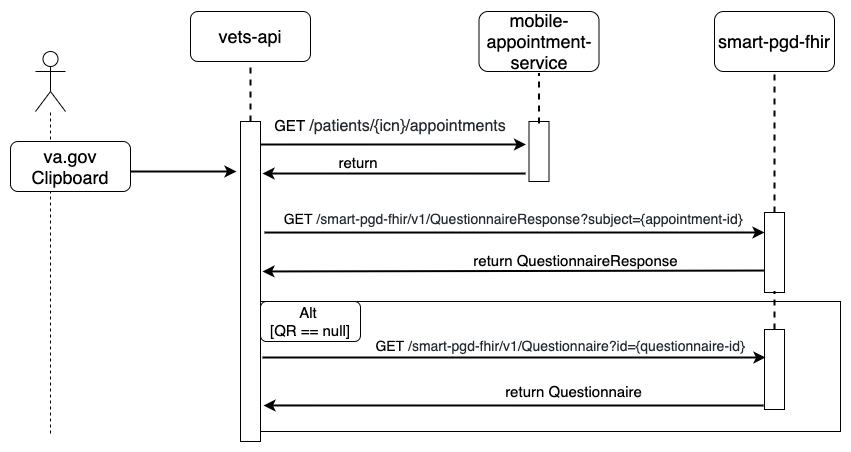 vets-api
mobile-
appointment-
service
smart-pgd-fhir
va.gov
Clipboard
GET /patients/{icn}/appointments
return
GET /smart-pgd-fhir/v1/QuestionnaireResponse?subject={appointment-id}
return QuestionnaireResponse
Alt
[QR == null]
GET /smart-pgd-fhir/v1/Questionnaire?id={questionnaire-id}
return Questionnaire